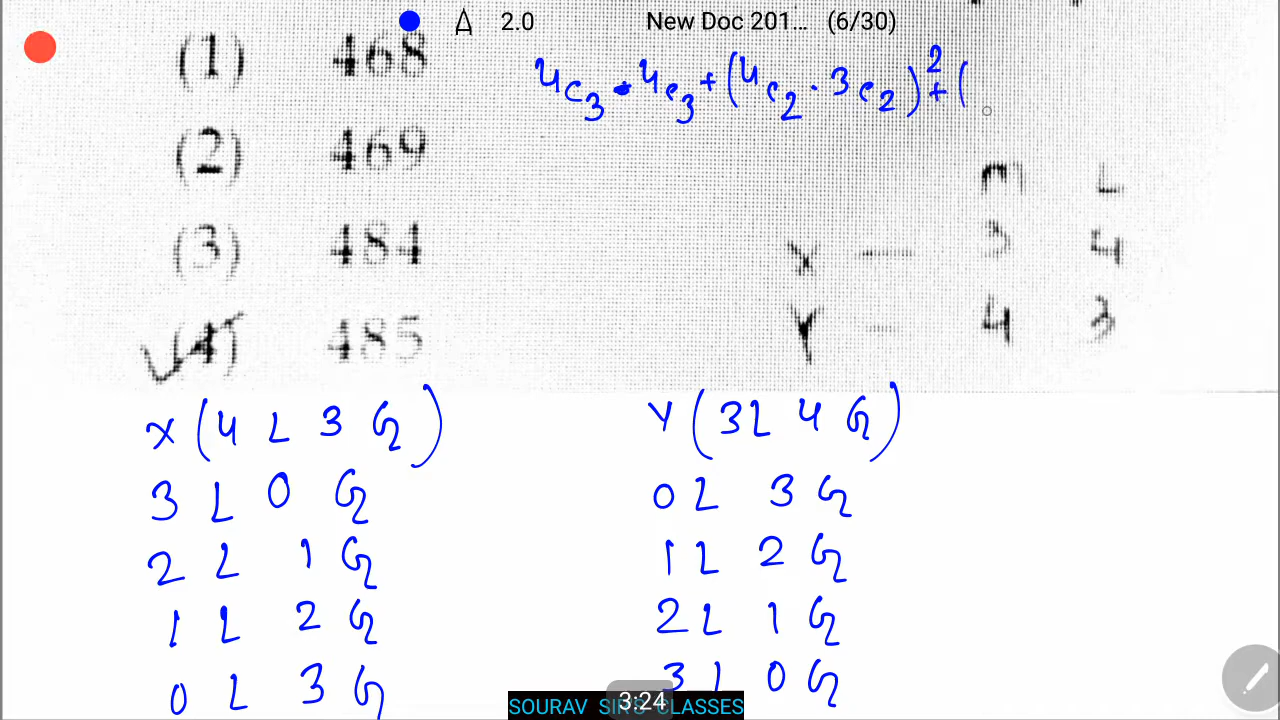 A 2.0 New Doc 201... (6/30)
(1) 468
4c3 . 4c3 + (4c2 . 3c2)² + (
(2) 469
M L
(3) 484
X — 3 4
(4) 485
Y — 4 3
X (4 L 3 G)
Y (3L 4 G)
3 L 0 G
0 L 3 G
2 L 1 G
1 L 2 G
1 L 2 G
2 L 1 G
0 L 3 G
3 L 0 G
SOURAV SIR'S CLASSES
3:24